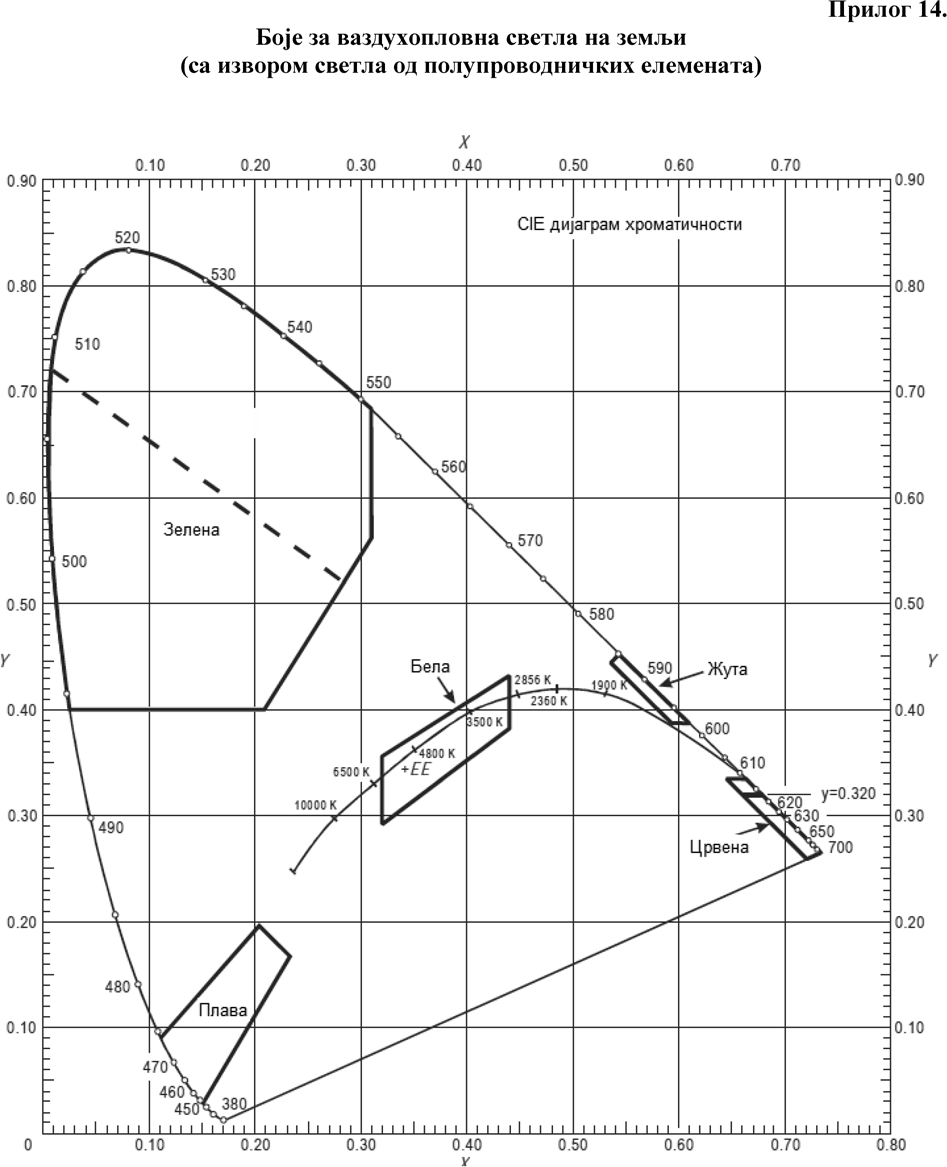 Прилог 14.
Боје за ваздухопловна светла на земљи
(са извором светла од полупроводничких елемената)
X
0.10 0.20 0.30 0.40 0.50 0.60 0.70
0.90 0.90
CIE дијаграм хроматичности
520
530
0.80 0.80
540
510
550
0.70 0.70
560
0.60 0.60
Зелена
570
500
580
0.50 0.50
Y Бела 590 Жута Y
2856 K
1900 K
2360 K
0.40 0.40
3500 K
600
4800 K
6500 K +EE
610
y=0.320
10000 K
620
0.30 630 0.30
490
650
Црвена 700
0.20 0.20
480
Плава
0.10 0.10
470
460
450 380
0 0.10 0.20 0.30 0.40 0.50 0.60 0.70 0.80
X